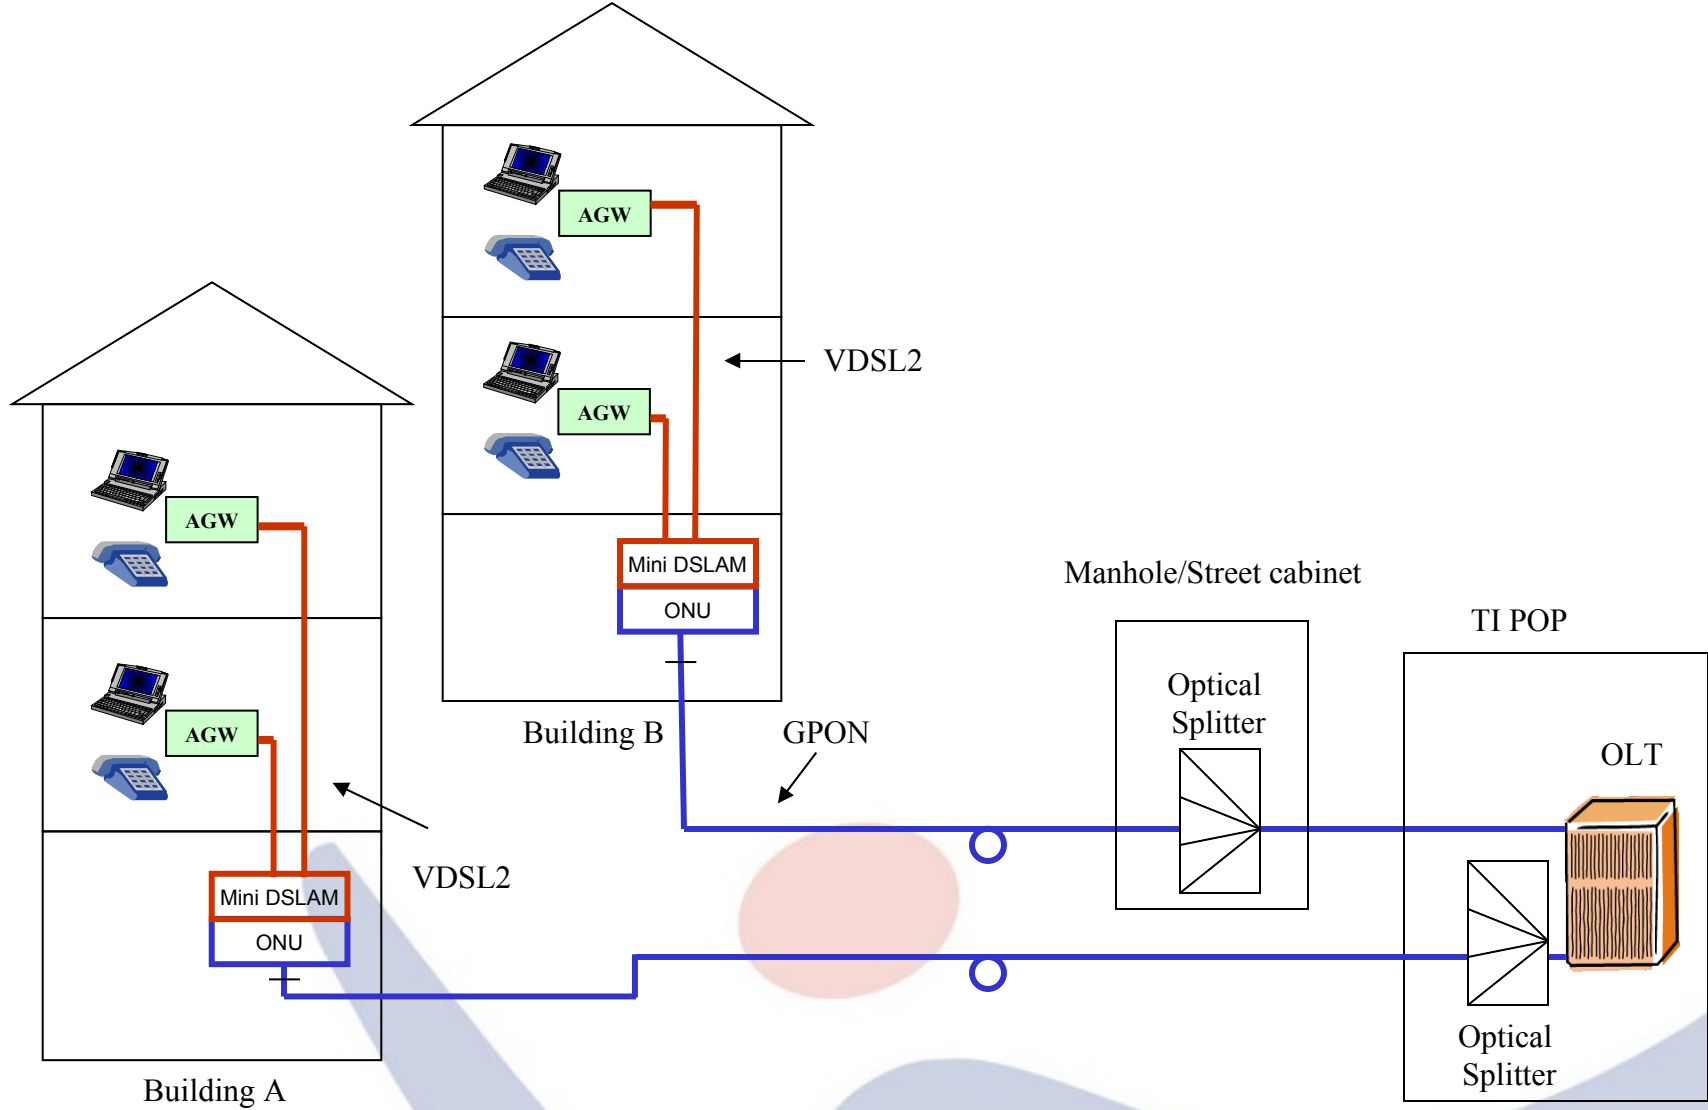 AGW
VDSL2
AGW
AGW
Mini DSLAM
ONU
Manhole/Street cabinet
TI POP
AGW
Optical
Splitter
Building B
GPON
OLT
VDSL2
Mini DSLAM
ONU
Optical
Splitter
Building A